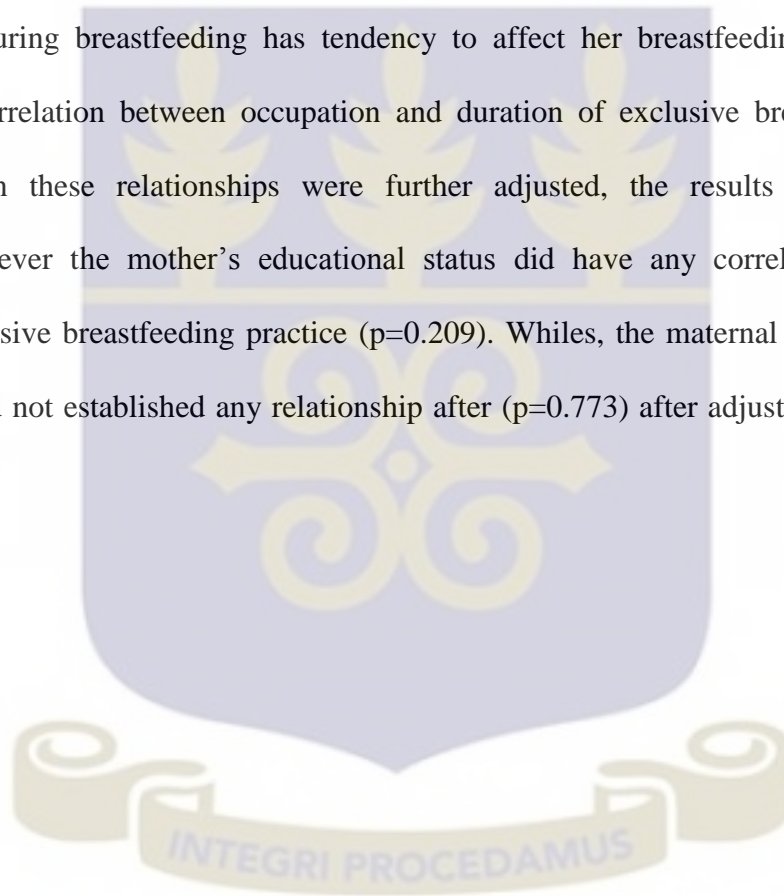 uring breastfeeding has tendency to affect her breastfeedin
rrelation between occupation and duration of exclusive bre
n these relationships were further adjusted, the results
ever the mother's educational status did have any correl
sive breastfeeding practice (p=0.209). Whiles, the maternal
not established any relationship after (p=0.773) after adjust
INTEGRI PROCEDAMUS